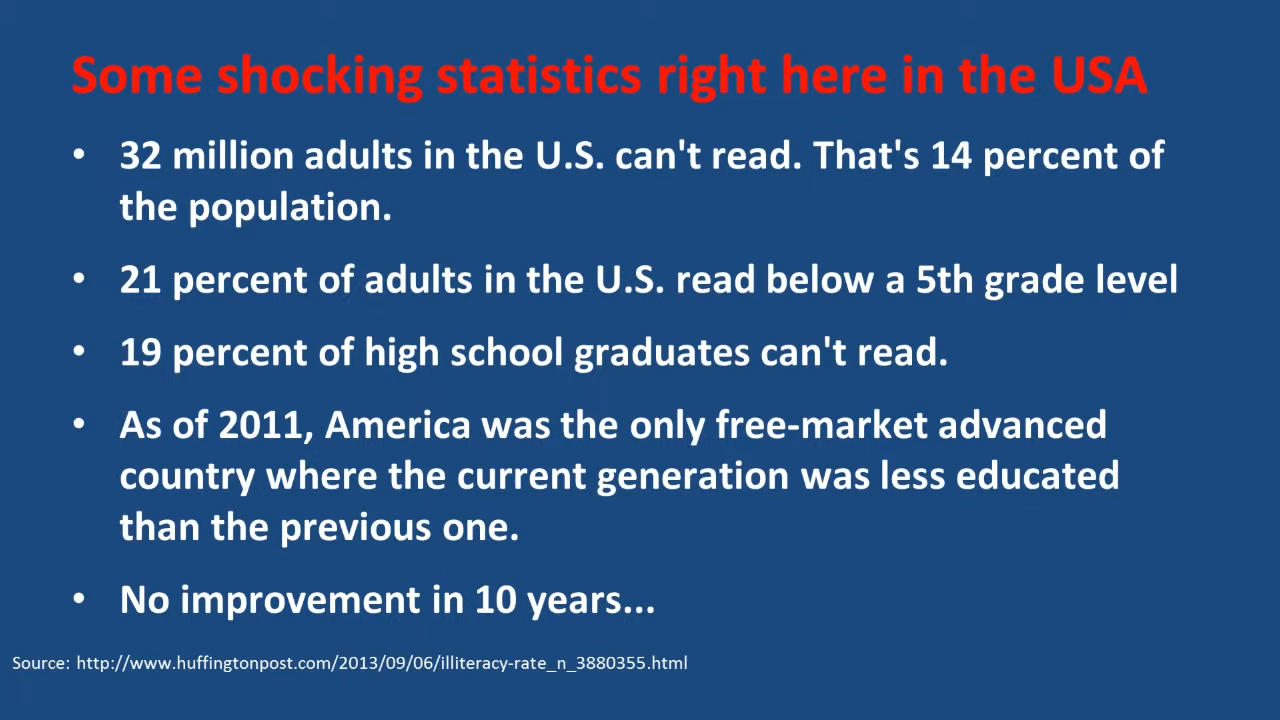 Some shocking statistics right here in the USA
• 32 million adults in the U.S. can't read. That's 14 percent of
the population.
• 21 percent of adults in the U.S. read below a 5th grade level
• 19 percent of high school graduates can't read.
• As of 2011, America was the only free-market advanced
country where the current generation was less educated
than the previous one.
• No improvement in 10 years...
Source: http://www.huffingtonpost.com/2013/09/06/illiteracy-rate_n_3880355.html